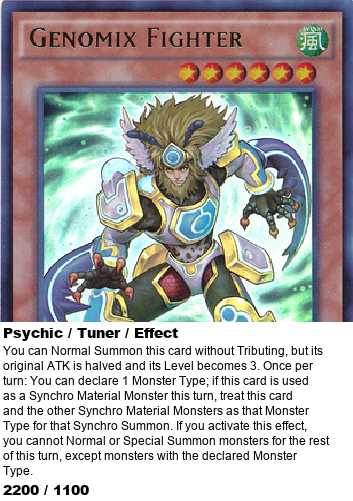 Genomix Fighter
風
Psychic / Tuner / Effect
You can Normal Summon this card without Tributing, but its
original ATK is halved and its Level becomes 3. Once per
turn: You can declare 1 Monster Type; if this card is used
as a Synchro Material Monster this turn, treat this card
and the other Synchro Material Monsters as that Monster
Type for that Synchro Summon. If you activate this effect,
you cannot Normal or Special Summon monsters for the rest
of this turn, except monsters with the declared Monster
Type.
2200 / 1100